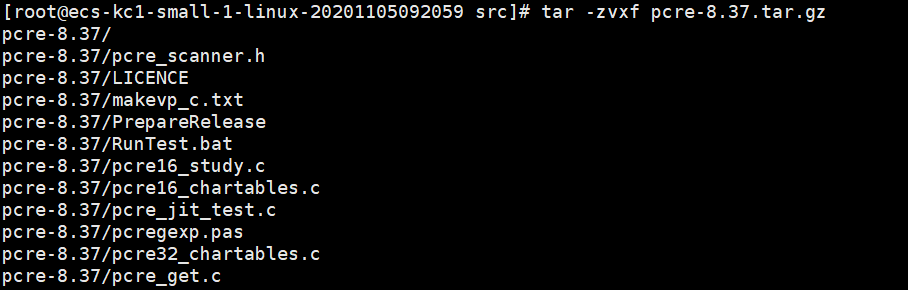 [root@ecs-kc1-small-1-linux-20201105092059 src]# tar -zvxf pcre-8.37.tar.gz
pcre-8.37/
pcre-8.37/pcre_scanner.h
pcre-8.37/LICENCE
pcre-8.37/makevp_c.txt
pcre-8.37/PrepareRelease
pcre-8.37/RunTest.bat
pcre-8.37/pcre16_study.c
pcre-8.37/pcre16_chartables.c
pcre-8.37/pcre_jit_test.c
pcre-8.37/pcregexp.pas
pcre-8.37/pcre32_chartables.c
pcre-8.37/pcre_get.c